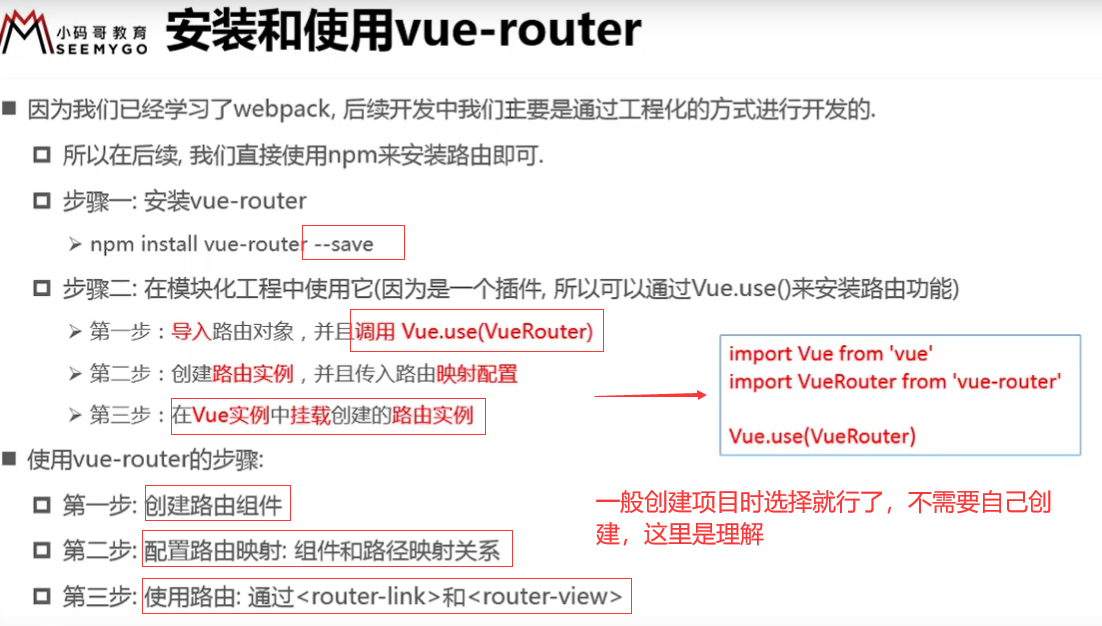 小码哥教育
SEEMYGO
安装和使用vue-router
因为我们已经学习了webpack, 后续开发中我们主要是通过工程化的方式进行开发的.
所以在后续, 我们直接使用npm来安装路由即可.
步骤一: 安装vue-router
npm install vue-router --save
步骤二: 在模块化工程中使用它(因为是一个插件, 所以可以通过Vue.use()来安装路由功能)
第一步：导入路由对象，并且调用 Vue.use(VueRouter)
第二步：创建路由实例，并且传入路由映射配置
第三步：在Vue实例中挂载创建的路由实例
import Vue from 'vue'
import VueRouter from 'vue-router'
Vue.use(VueRouter)
使用vue-router的步骤:
第一步: 创建路由组件
第二步: 配置路由映射: 组件和路径映射关系
第三步: 使用路由: 通过<router-link>和<router-view>
一般创建项目时选择就行了，不需要自己创
建，这里是理解